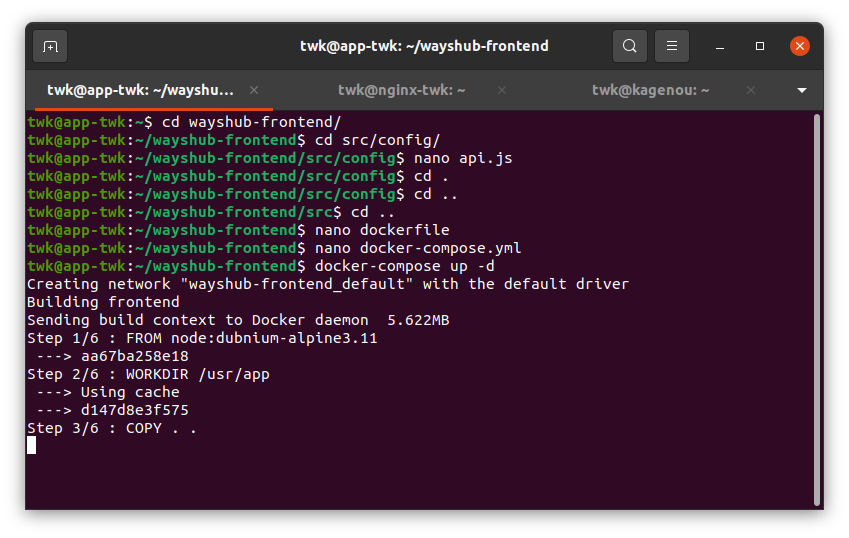 twk@app-twk: ~/wayshub-frontend
twk@app-twk: ~/wayshu...
twk@nginx-twk: ~
twk@kagenou: ~
twk@app-twk:~$ cd wayshub-frontend/
twk@app-twk:~/wayshub-frontend$ cd src/config/
twk@app-twk:~/wayshub-frontend/src/config$ nano api.js
twk@app-twk:~/wayshub-frontend/src/config$ cd .
twk@app-twk:~/wayshub-frontend/src/config$ cd ..
twk@app-twk:~/wayshub-frontend/src$ cd ..
twk@app-twk:~/wayshub-frontend$ nano dockerfile
twk@app-twk:~/wayshub-frontend$ nano docker-compose.yml
twk@app-twk:~/wayshub-frontend$ docker-compose up -d
Creating network "wayshub-frontend_default" with the default driver
Building frontend
Sending build context to Docker daemon  5.622MB
Step 1/6 : FROM node:dubnium-alpine3.11
 ---> aa67ba258e18
Step 2/6 : WORKDIR /usr/app
 ---> Using cache
 ---> d147d8e3f575
Step 3/6 : COPY . .